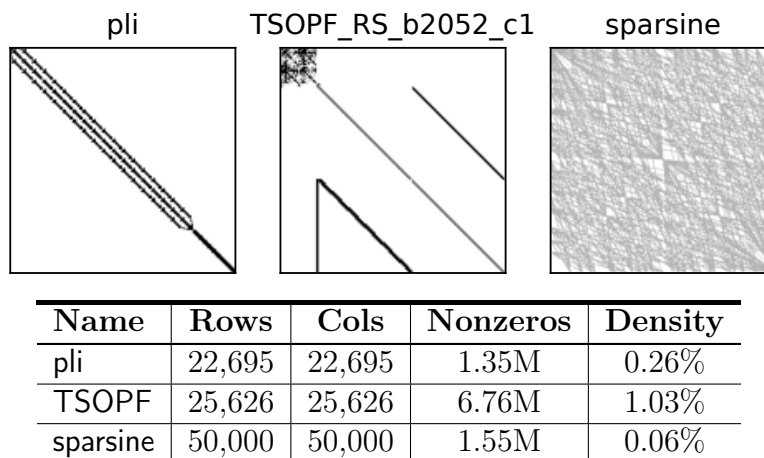 pli TSOPF_RS_b2052_c1 sparsine
Name Rows Cols Nonzeros Density
pli 22,695 22,695 1.35M 0.26%
TSOPF 25,626 25,626 6.76M 1.03%
sparsine 50,000 50,000 1.55M 0.06%